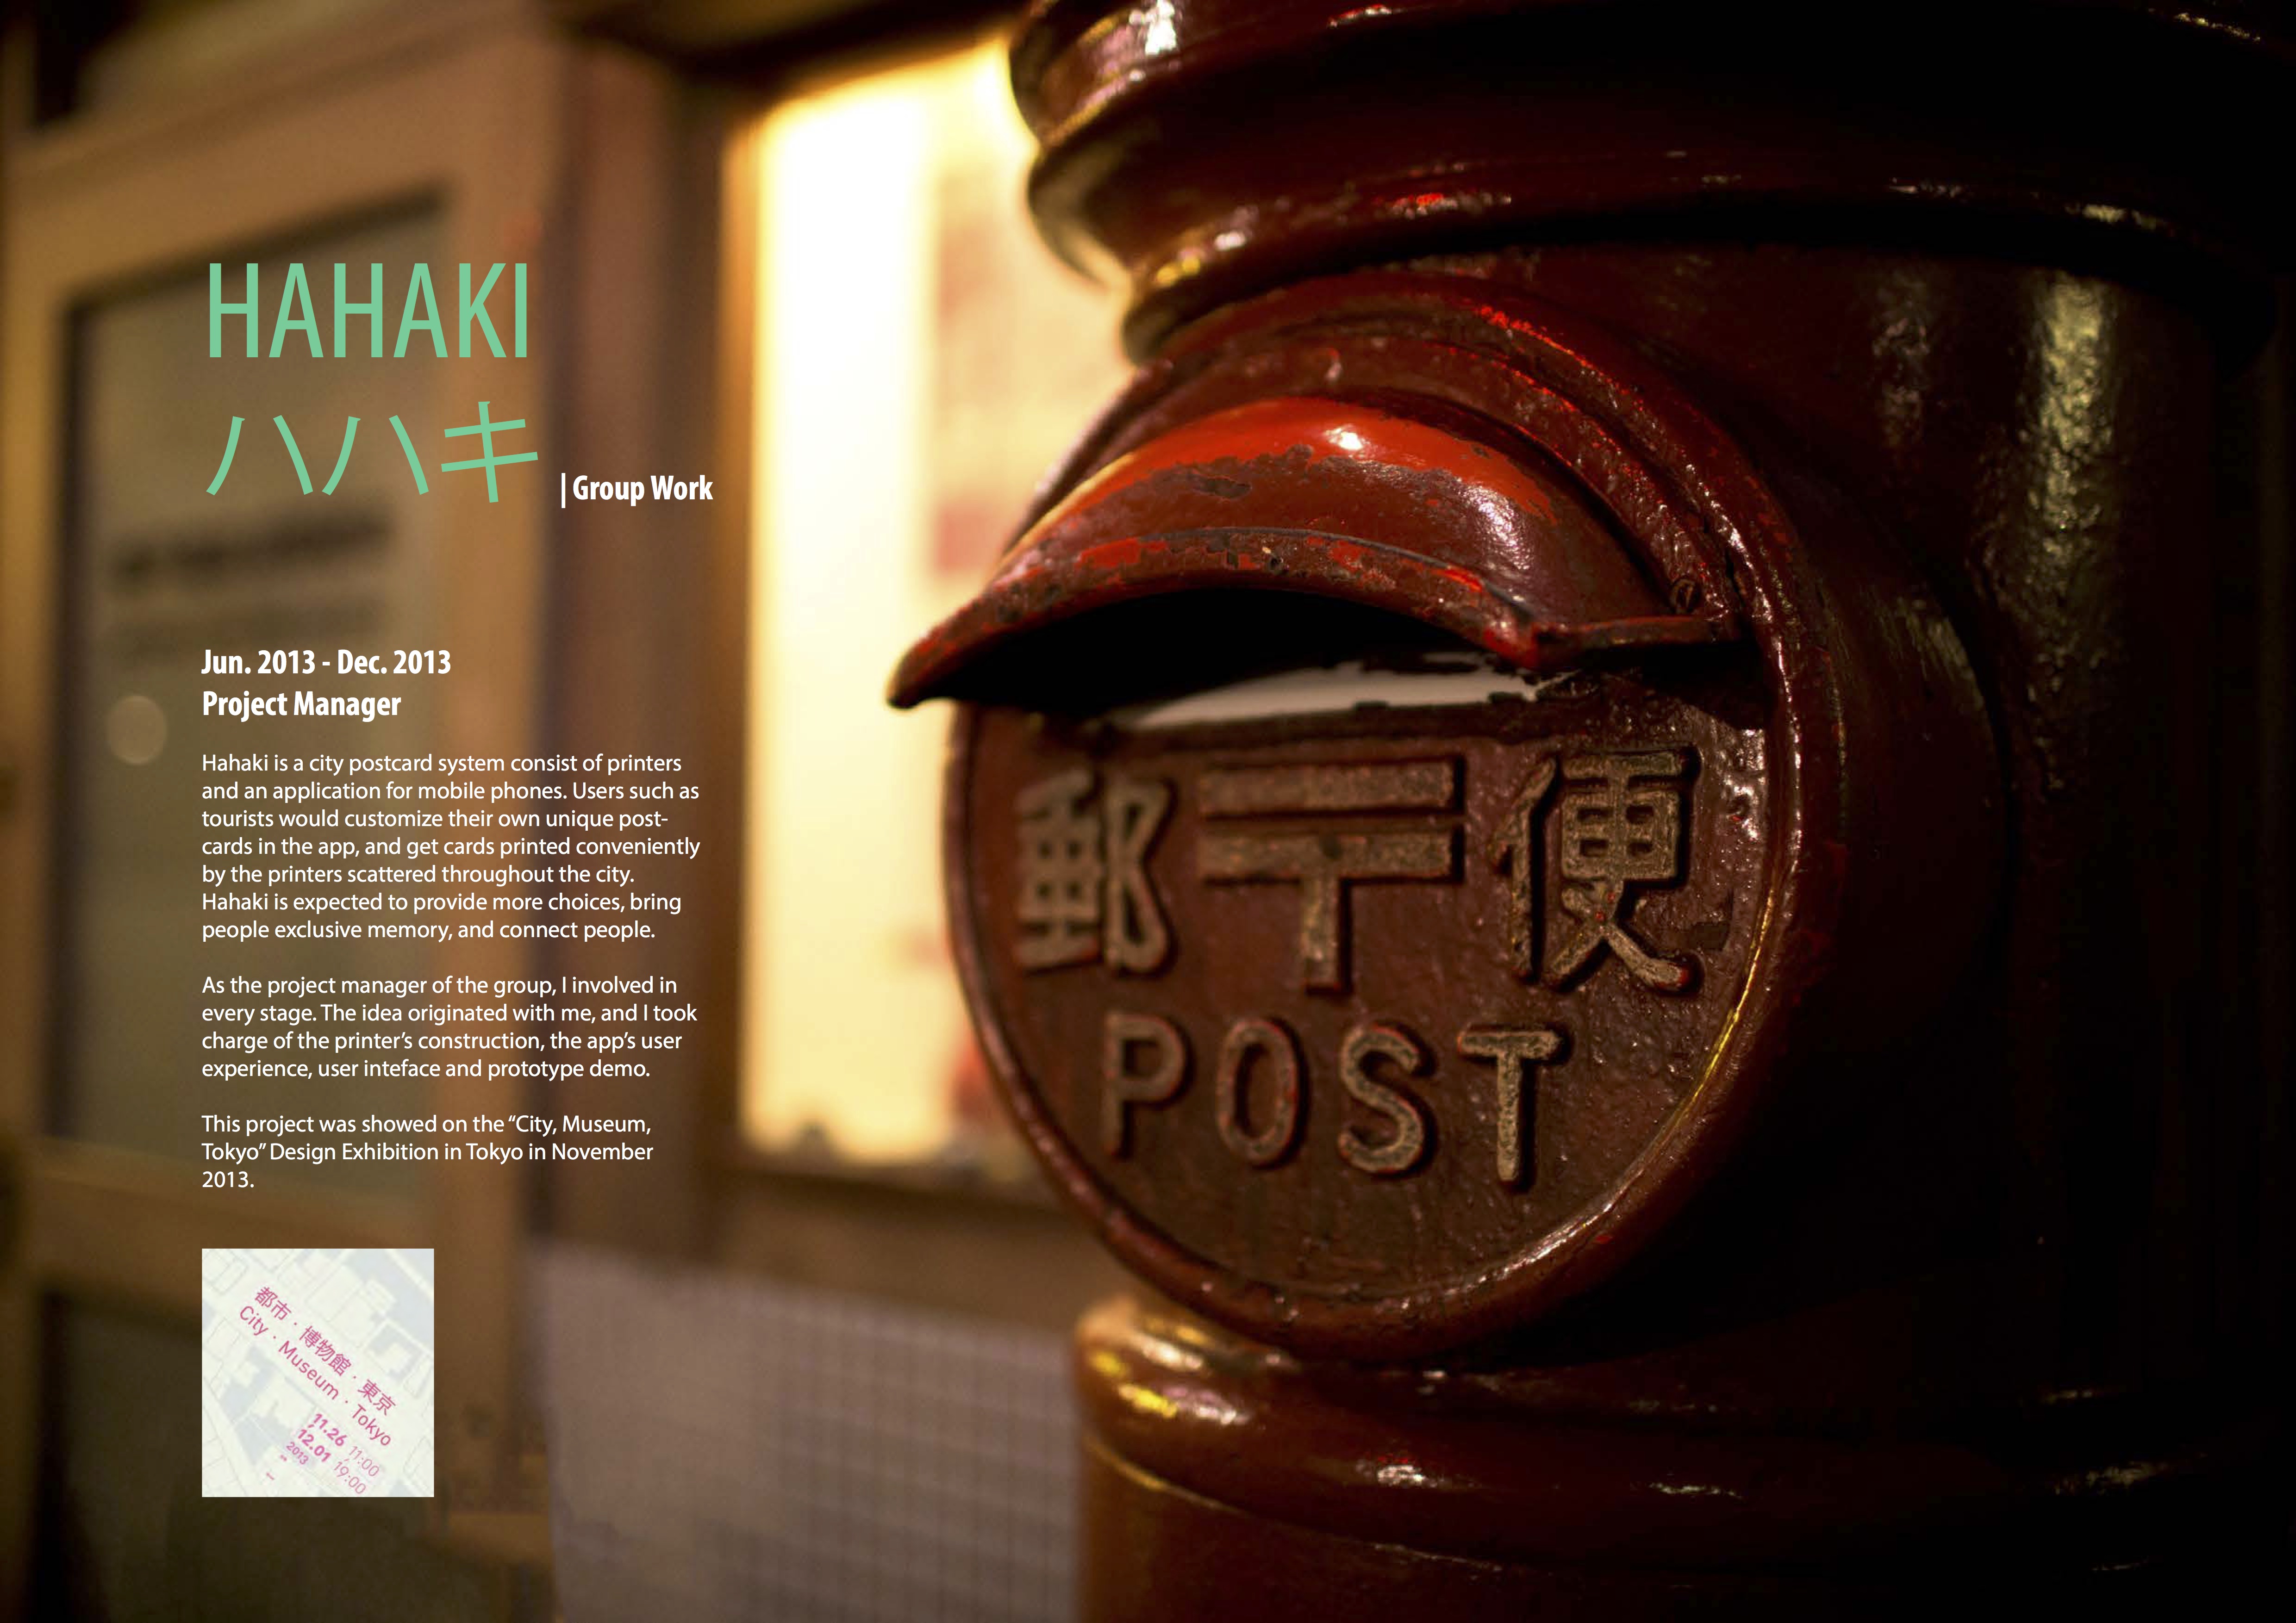 HAHAKI
ハハキ
| Group Work
Jun. 2013 - Dec. 2013
Project Manager
Hahaki is a city postcard system consist of printers
and an application for mobile phones. Users such as
tourists would customize their own unique post-
cards in the app, and get cards printed conveniently
by the printers scattered throughout the city.
Hahaki is expected to provide more choices, bring
people exclusive memory, and connect people.
As the project manager of the group, I involved in
every stage. The idea originated with me, and I took
charge of the printer’s construction, the app’s user
experience, user inteface and prototype demo.
This project was showed on the “City, Museum,
Tokyo” Design Exhibition in Tokyo in November
2013.
都市 · 博物館 · 東京
City · Museum · Tokyo
11.26 11:00
12.01 19:00
2013
郵〒便
POST